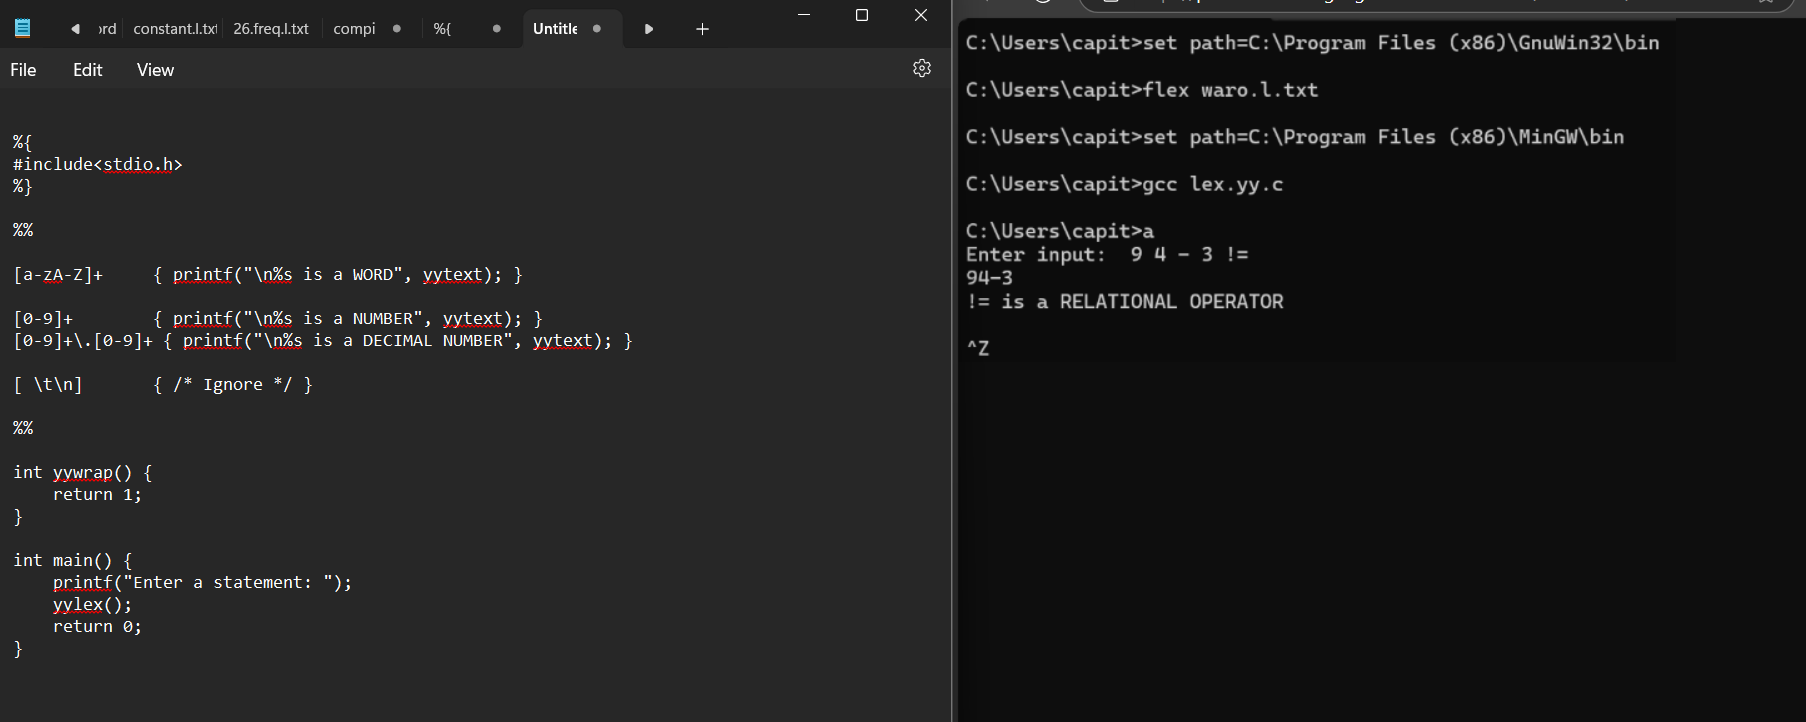 ord constant.l.txt 26.freq.l.txt compi %{ Untitle
File Edit View
%{
#include<stdio.h>
%}
%%
[a-zA-Z]+ { printf("\n%s is a WORD", yytext); }
[0-9]+ { printf("\n%s is a NUMBER", yytext); }
[0-9]+\.[0-9]+ { printf("\n%s is a DECIMAL NUMBER", yytext); }
[ \t\n] { /* Ignore */ }
%%
int yywrap() {
return 1;
}
int main() {
printf("Enter a statement: ");
yylex();
return 0;
}
C:\Users\capit>set path=C:\Program Files (x86)\GnuWin32\bin
C:\Users\capit>flex waro.l.txt
C:\Users\capit>set path=C:\Program Files (x86)\MinGW\bin
C:\Users\capit>gcc lex.yy.c
C:\Users\capit>a
Enter input:  9 4 - 3 !=
94-3
!= is a RELATIONAL OPERATOR
^Z